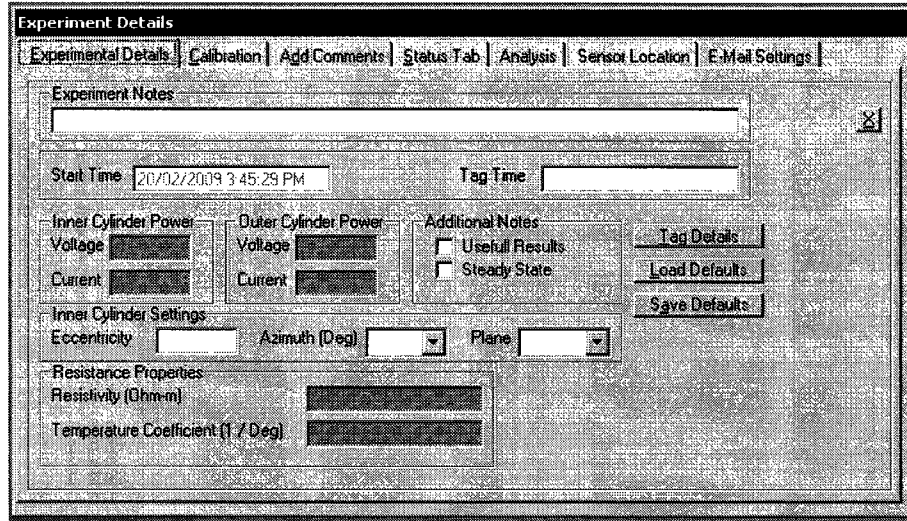 Experiment Details
Experimental Details Calibration Add Comments Status Tab Analysis Sensor Location E-Mail Settings
Experiment Notes
X
Start Time 20/02/2009 3:45:29 PM Tag Time
Inner Cylinder Power Outer Cylinder Power Additional Notes
Voltage Voltage Usefull Results Tag Details
Current Current Steady State Load Defaults
Save Defaults
Inner Cylinder Settings
Eccentricity Azimuth (Deg) Plane
Resistance Properties
Resistivity (Ohm-m)
Temperature Coefficient (1 / Deg)